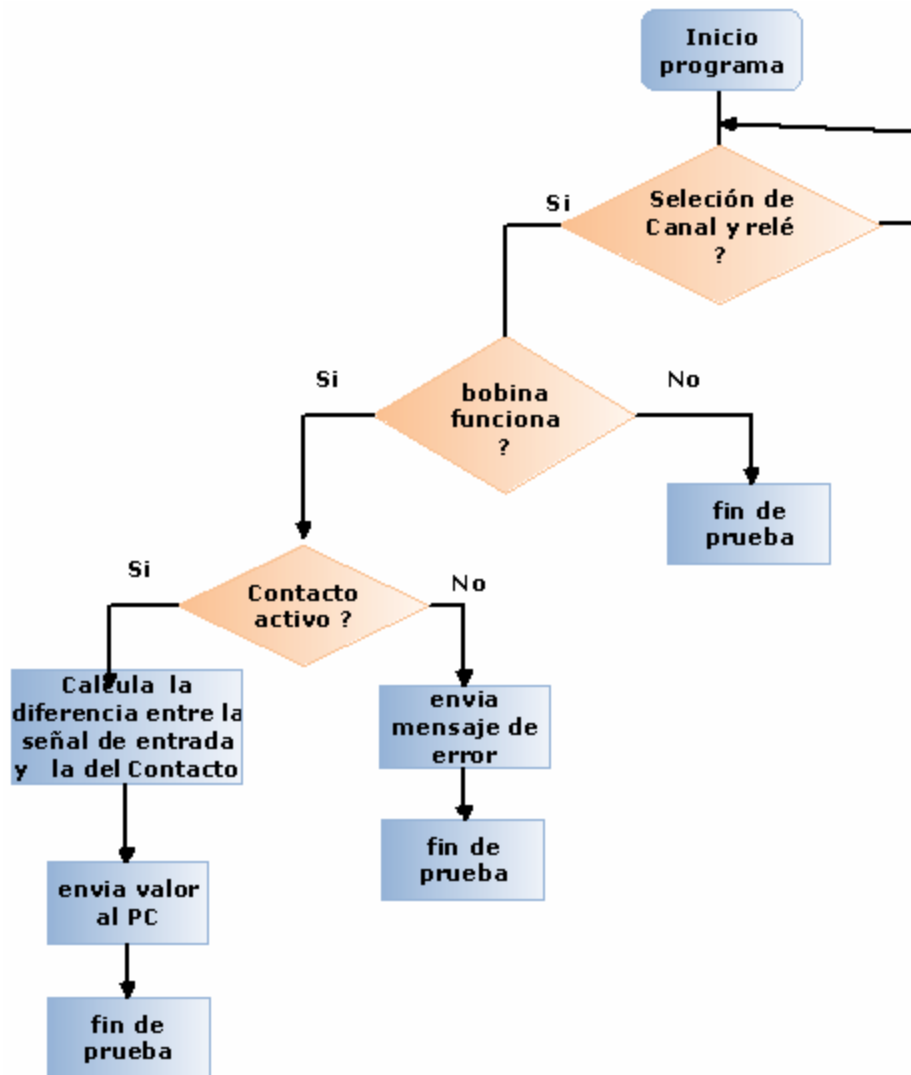 Inicio
programa
Si
Seleción de
Canal y relé
?
Si
bobina
funciona
?
No
fin de
prueba
Si
Contacto
activo ?
No
Calcula la
diferencia entre la
señal de entrada
y la del Contacto
envia
mensaje de
error
fin de
prueba
envia valor
al PC
fin de
prueba